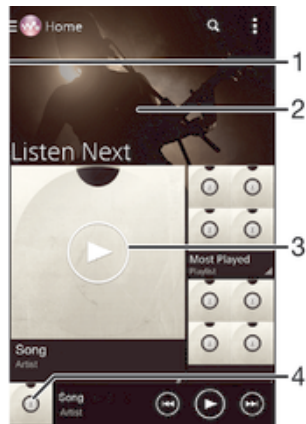 Home
1
2
Listen Next
3
Most Played
Playlist
Song
Artist
4
Song
Artist